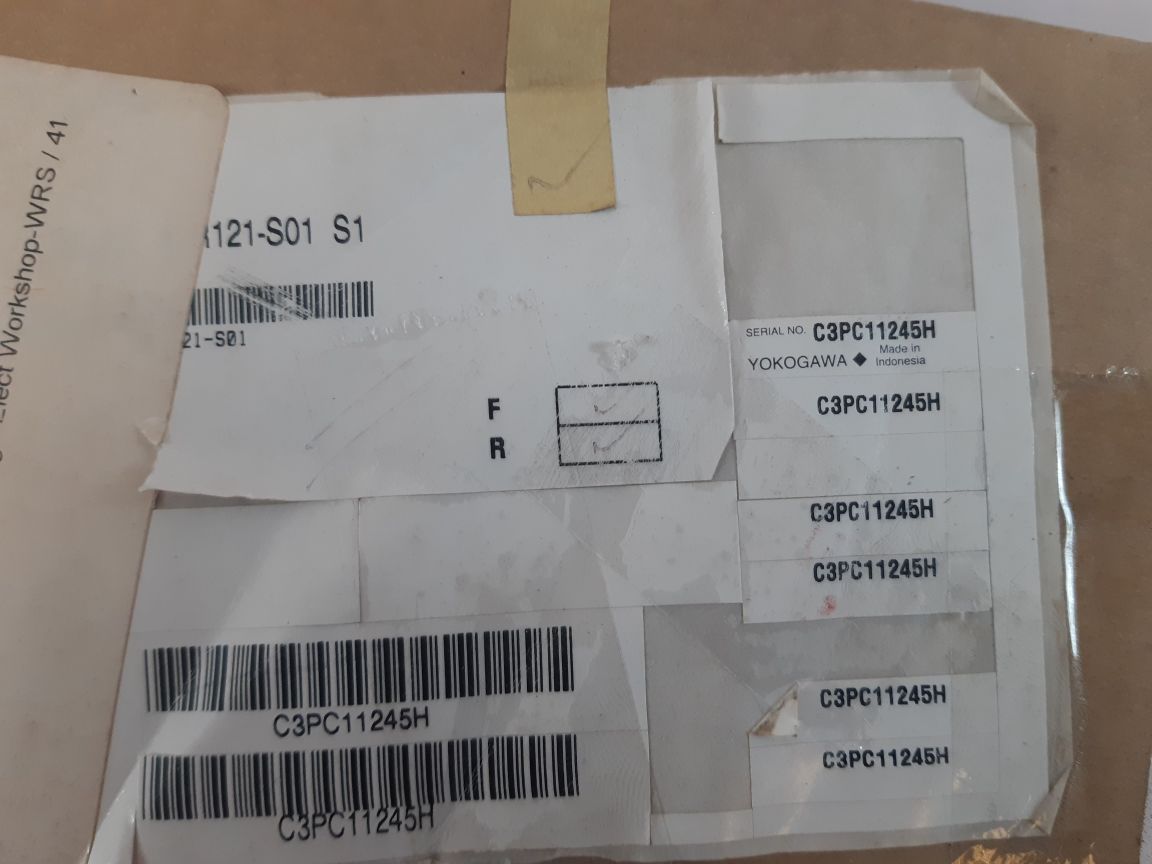 Elect Workshop-WRS / 41
121-S01 S1
21-S01
F
R
SERIAL NO. C3PC11245H
YOKOGAWA ◆ Made in Indonesia
C3PC11245H
C3PC11245H
C3PC11245H
C3PC11245H
C3PC11245H
C3PC11245H
C3PC11245H